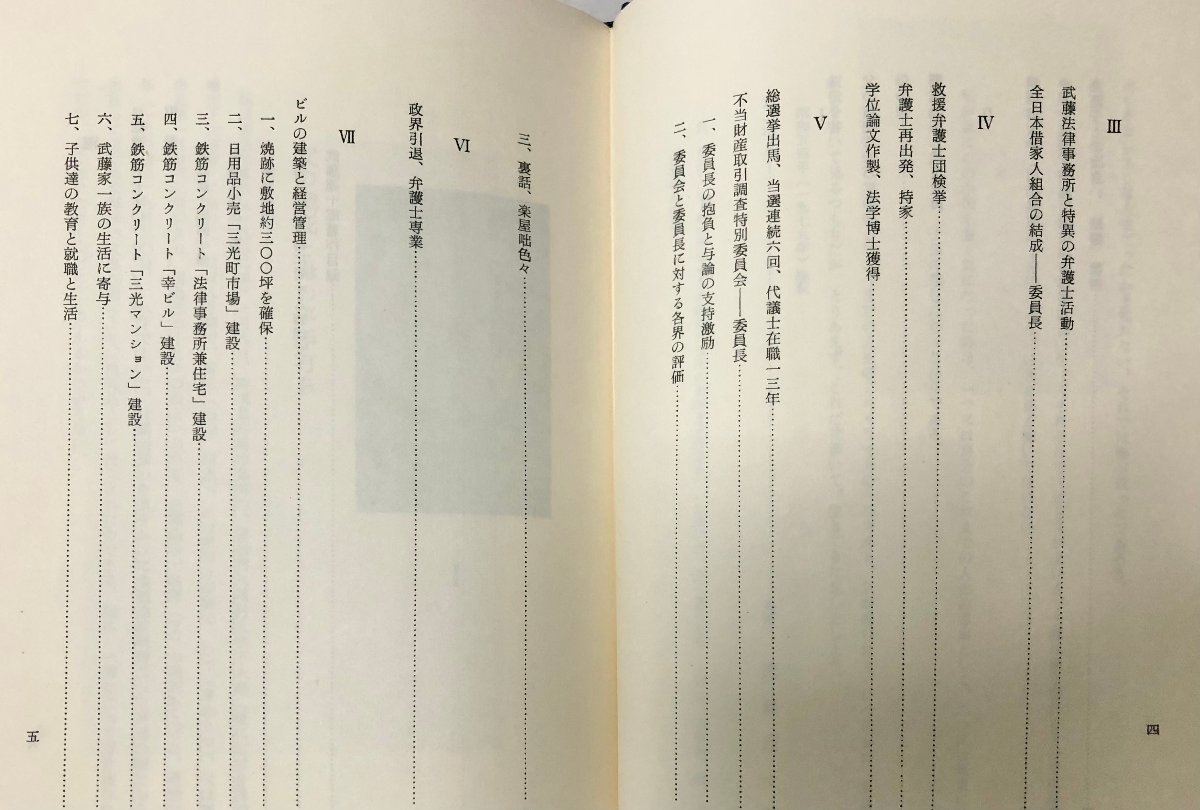 Ⅲ
武藤法律事務所と特異の弁護士活動
全日本借家人組合の結成――委員長
Ⅳ
救援弁護士団検挙
弁護士再出発、持家
学位論文作製、法学博士獲得
Ⅴ
総選挙出馬、当選連続六回、代議士在職一三年
不当財産取引調査特別委員会――委員長
一、委員長の抱負と与論の支持激励
二、委員会と委員長に対する各界の評価
四
三、裏話、楽屋咄色々
Ⅵ
政界引退、弁護士専業
Ⅶ
ビルの建築と経営管理
一、焼跡に敷地約三〇〇坪を確保
二、日用品小売「三光町市場」建設
三、鉄筋コンクリート「法律事務所兼住宅」建設
四、鉄筋コンクリート「幸ビル」建設
五、鉄筋コンクリート「三光マンション」建設
六、武藤家一族の生活に寄与
七、子供達の教育と就職と生活
五